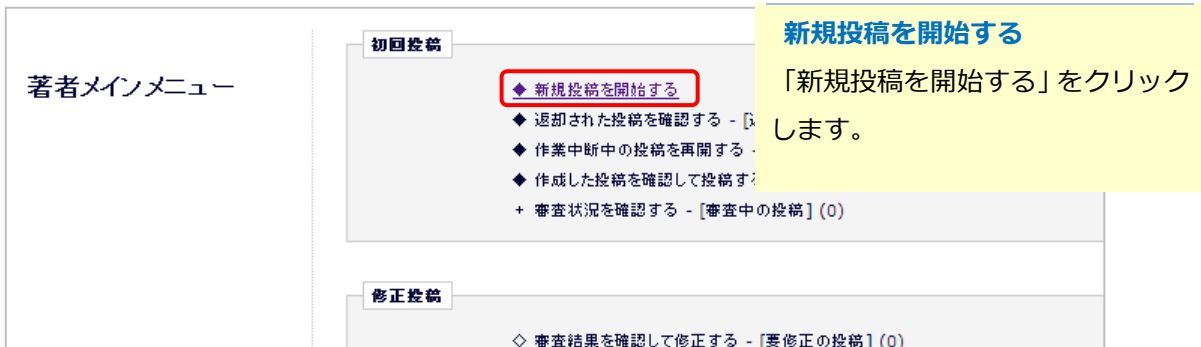 著者メインメニュー
初回投稿
◆ 新規投稿を開始する
◆ 返却された投稿を確認する - [
◆ 作業中断中の投稿を再開する -
◆ 作成した投稿を確認して投稿す
+ 審査状況を確認する - [審査中の投稿] (0)
修正投稿
◇ 審査結果を確認して修正する - [要修正の投稿] (0)
新規投稿を開始する
「新規投稿を開始する」をクリック
します。